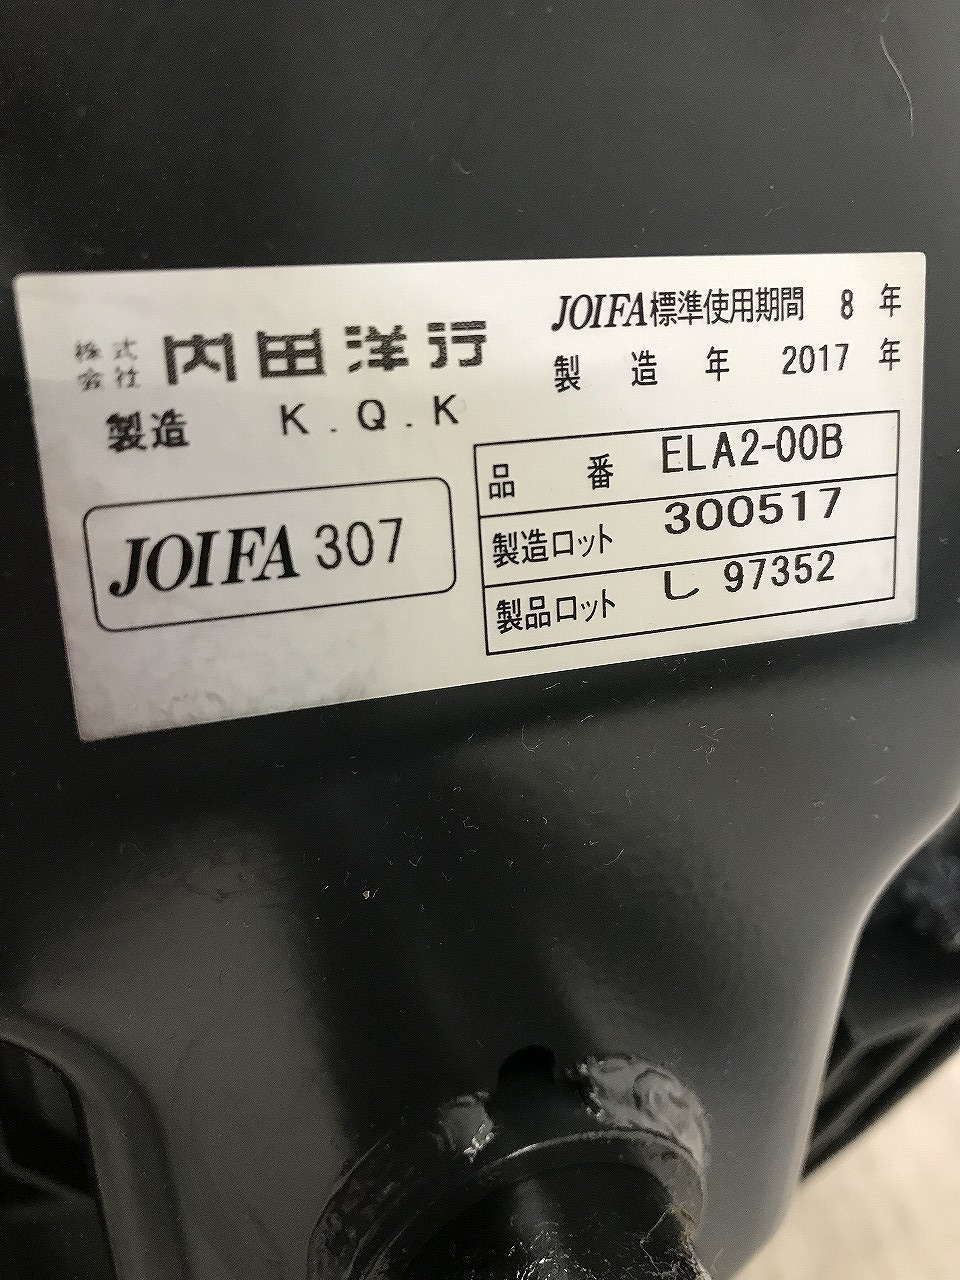 株式会社 内田洋行
製造 K.Q.K
JOIFA 307
JOIFA標準使用期間 8 年
製造年 2017 年
品番 ELA2-00B
製造ロット 300517
製品ロット し 97352